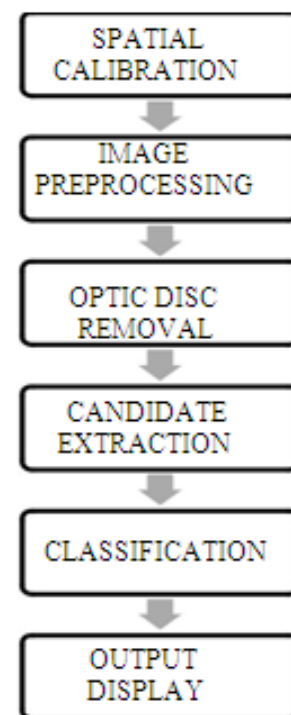 SPATIAL
CALIBRATION
IMAGE
PREPROCESSING
OPTIC DISC
REMOVAL
CANDIDATE
EXTRACTION
CLASSIFICATION
OUTPUT
DISPLAY